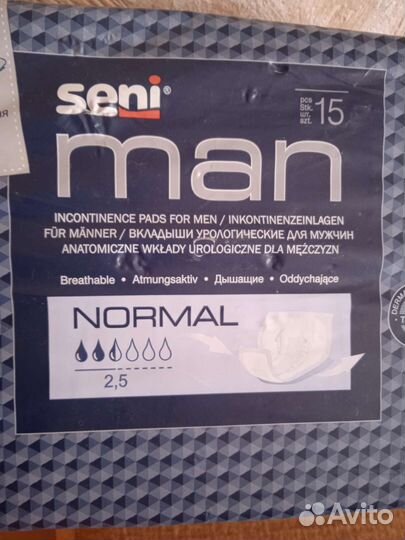 seni®
man
pcs
Stk.
шт.
szt.
15
INCONTINENCE PADS FOR MEN / INKONTINENZEINLAGEN
FÜR MÄNNER / ВКЛАДЫШИ УРОЛОГИЧЕСКИЕ ДЛЯ МУЖЧИН
ANATOMICZNE WKŁADY UROLOGICZNE DLA MĘŻCZYZN
Breathable • Atmungsaktiv • Дышащие • Oddychające
NORMAL
2,5
DERMA
Avito